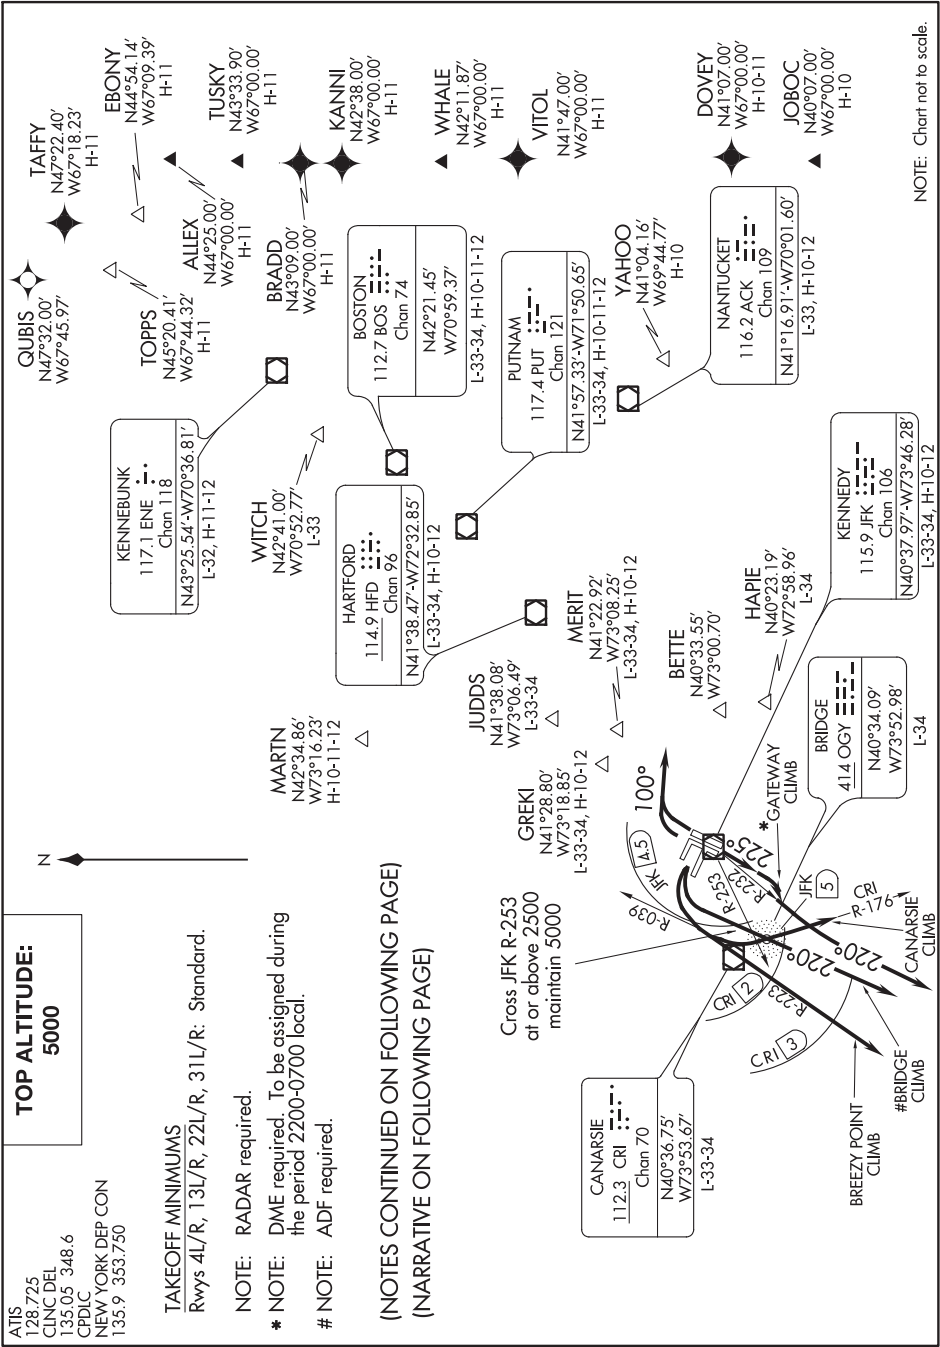 ATIS
128.725
CLNC DEL
135.05 348.6
CPDLC
NEW YORK DEP CON
135.9 353.750
TOP ALTITUDE:
5000
TAKEOFF MINIMUMS
Rwys 4L/R, 13L/R, 22L/R, 31L/R: Standard.
NOTE: RADAR required.
* NOTE: DME required. To be assigned during
the period 2200-0700 local.
# NOTE: ADF required.
(NOTES CONTINUED ON FOLLOWING PAGE)
(NARRATIVE ON FOLLOWING PAGE)
N
QUBIS
N47°32.00'
W67°45.97'
TAFFY
N47°22.40'
W67°18.23'
H-11
EBONY
N44°54.14'
W67°09.39'
H-11
TOPPS
N45°20.41'
W67°44.32'
H-11
ALLEX
N44°25.00'
W67°00.00'
H-11
TUSKY
N43°33.90'
W67°00.00'
H-11
BRADD
N43°09.00'
W67°00.00'
H-11
KANNI
N42°38.00'
W67°00.00'
H-11
WHALE
N42°11.87'
W67°00.00'
H-11
VITOL
N41°47.00'
W67°00.00'
H-11
DOVEY
N41°07.00'
W67°00.00'
H-10-11
JOBOC
N40°07.00'
W67°00.00'
H-10
KENNEBUNK
117.1 ENE
Chan 118
N43°25.54'-W70°36.81'
L-32, H-11-12
WITCH
N42°41.00'
W70°52.77'
L-33
BOSTON
112.7 BOS
Chan 74
N42°21.45'
W70°59.37'
L-33-34, H-10-11-12
PUTNAM
117.4 PUT
Chan 121
N41°57.33'-W71°50.65'
L-33-34, H-10-11-12
YAHOO
N41°04.16'
W69°44.77'
H-10
NANTUCKET
116.2 ACK
Chan 109
N41°16.91'-W70°01.60'
L-33, H-10-12
HARTFORD
114.9 HFD
Chan 96
N41°38.47'-W72°32.85'
L-33-34, H-10-12
MARTN
N42°34.86'
W73°16.23'
H-10-11-12
JUDDS
N41°38.08'
W73°06.49'
L-33-34
GREKI
N41°28.80'
W73°18.85'
L-33-34, H-10-12
MERIT
N41°22.92'
W73°08.25'
L-33-34, H-10-12
BETTE
N40°33.55'
W73°00.70'
HAPIE
N40°23.19'
W72°58.96'
L-34
KENNEDY
115.9 JFK
Chan 106
N40°37.97'-W73°46.28'
L-33-34, H-10-12
BRIDGE
414 OGY
N40°34.09'
W73°52.98'
L-34
CANARSIE
112.3 CRI
Chan 70
N40°36.75'
W73°53.67'
L-33-34
Cross JFK R-253
at or above 2500
maintain 5000
JFK 4.5
100°
R-039
R-253
R-232
225°
*GATEWAY
CLIMB
JFK
5
CRI
R-176
CANARSIE
CLIMB
220°
220°
#BRIDGE
CLIMB
R-223
CRI 2
CRI 3
BREEZY POINT
CLIMB
NOTE: Chart not to scale.